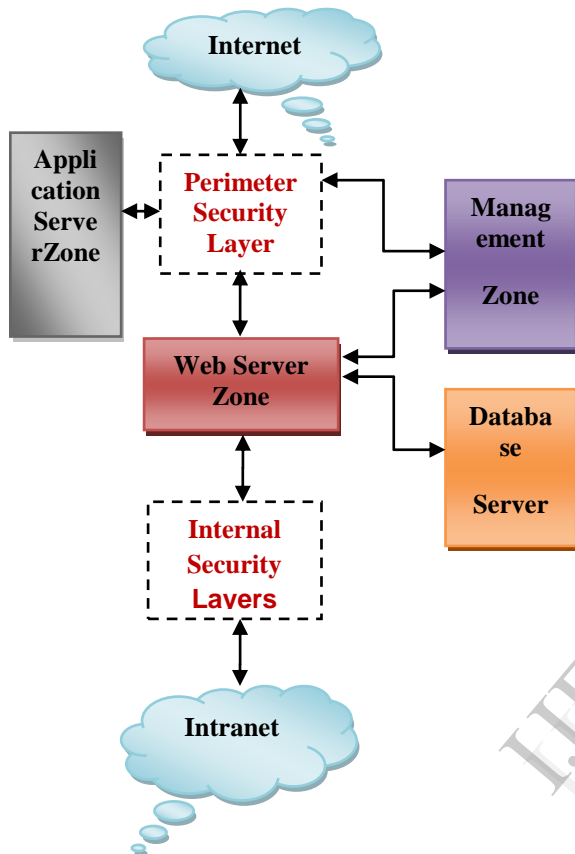 Internet
Appli
cation
Serve
rZone
Perimeter
Security
Layer
Manag
ement
Zone
Web Server
Zone
Databa
se
Server
Internal
Security
Layers
Intranet